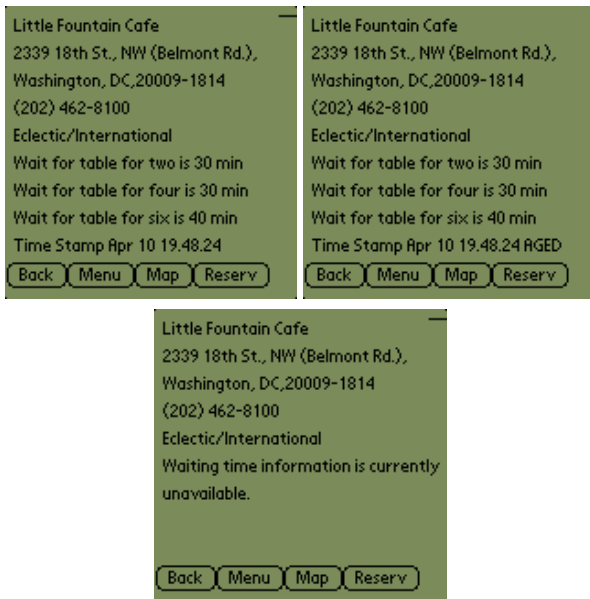 Little Fountain Cafe
2339 18th St., NW (Belmont Rd.),
Washington, DC,20009-1814
(202) 462-8100
Eclectic/International
Wait for table for two is 30 min
Wait for table for four is 30 min
Wait for table for six is 40 min
Time Stamp Apr 10 19.48.24
Back Menu Map Reserv
Little Fountain Cafe
2339 18th St., NW (Belmont Rd.),
Washington, DC,20009-1814
(202) 462-8100
Eclectic/International
Wait for table for two is 30 min
Wait for table for four is 30 min
Wait for table for six is 40 min
Time Stamp Apr 10 19.48.24 AGED
Back Menu Map Reserv
Little Fountain Cafe
2339 18th St., NW (Belmont Rd.),
Washington, DC,20009-1814
(202) 462-8100
Eclectic/International
Waiting time information is currently
unavailable.
Back Menu Map Reserv